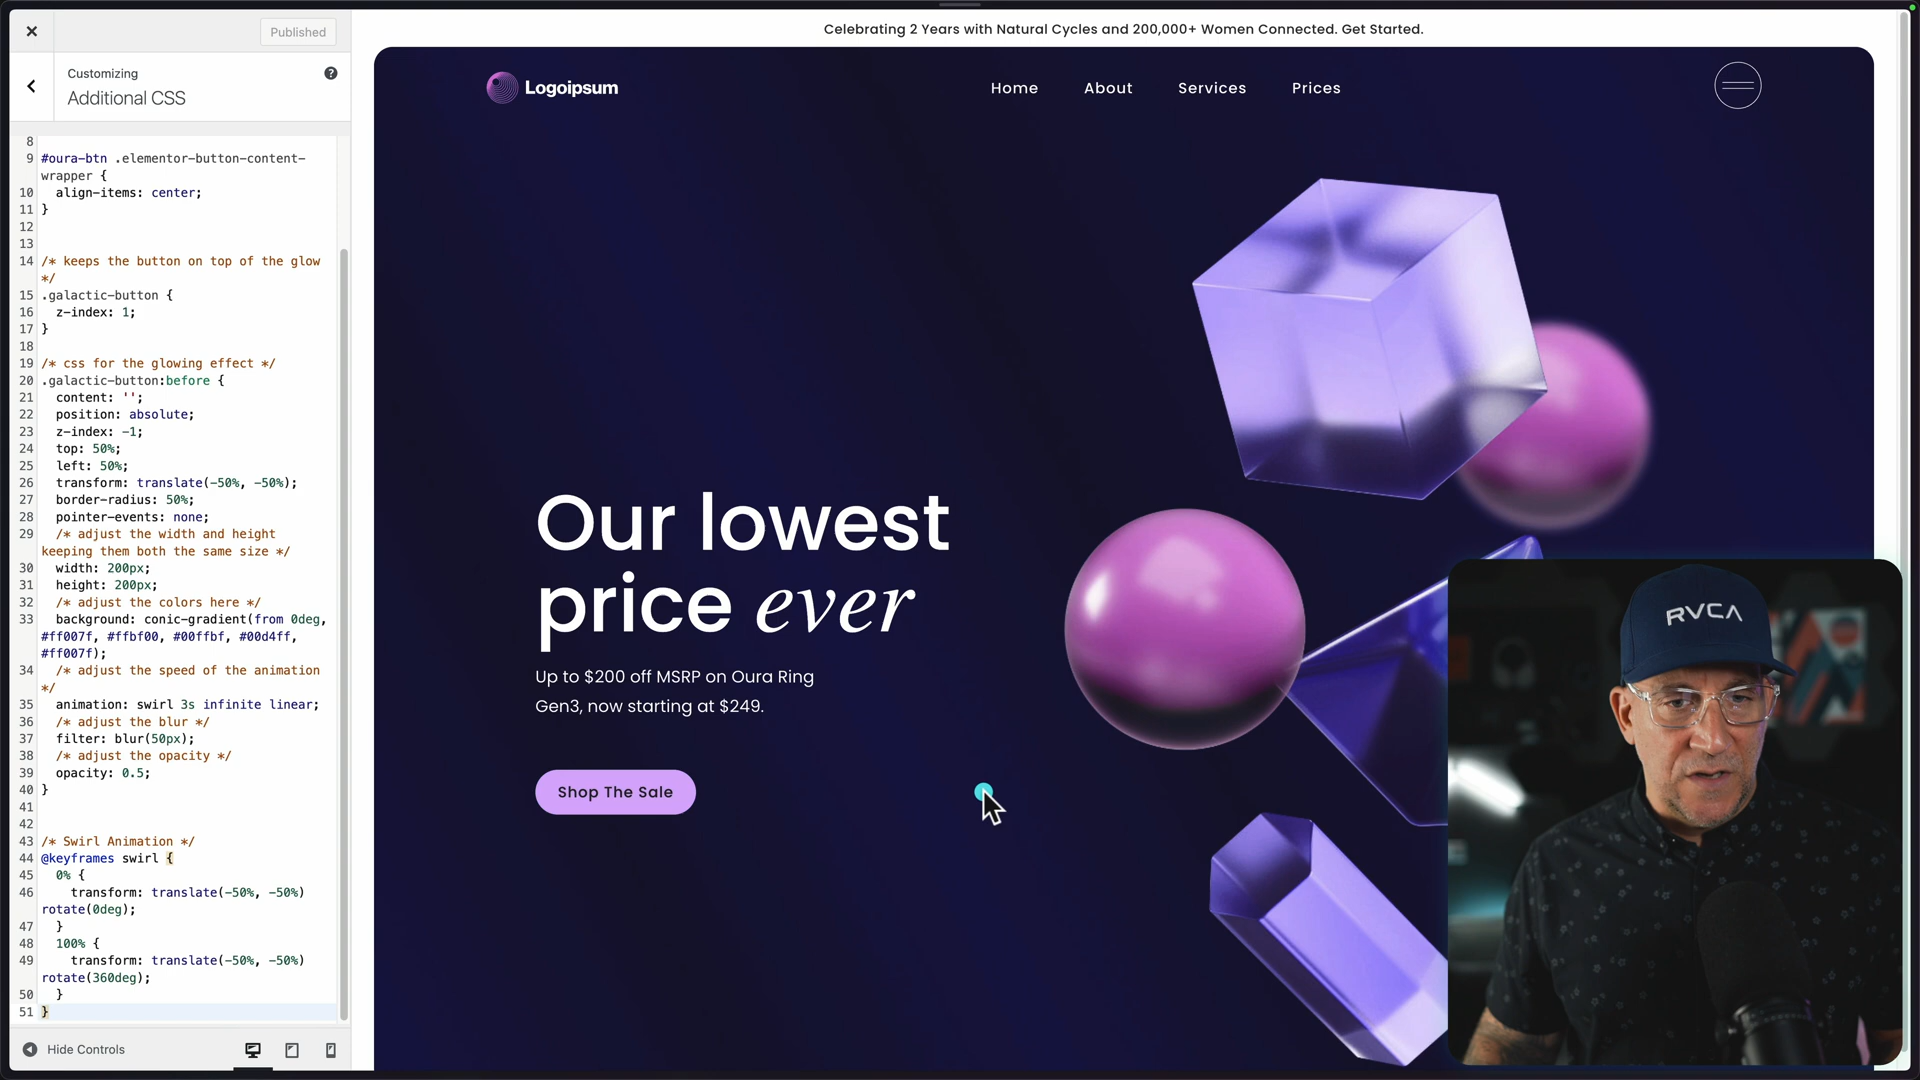 Published
Customizing
Additional CSS
8
9 #oura-btn .elementor-button-content-
wrapper {
10 align-items: center;
11 }
12
13
14 /* keeps the button on top of the glow
*/
15 .galactic-button {
16 z-index: 1;
17 }
18
19 /* css for the glowing effect */
20 .galactic-button:before {
21 content: '';
22 position: absolute;
23 z-index: -1;
24 top: 50%;
25 left: 50%;
26 transform: translate(-50%, -50%);
27 border-radius: 50%;
28 pointer-events: none;
29 /* adjust the width and height
keeping them both the same size */
30 width: 200px;
31 height: 200px;
32 /* adjust the colors here */
33 background: conic-gradient(from 0deg,
#ff007f, #ffbf00, #00ffbf, #00d4ff,
#ff007f);
34 /* adjust the speed of the animation
*/
35 animation: swirl 3s infinite linear;
36 /* adjust the blur */
37 filter: blur(50px);
38 /* adjust the opacity */
39 opacity: 0.5;
40 }
41
42
43 /* Swirl Animation */
44 @keyframes swirl {
45 0% {
46 transform: translate(-50%, -50%)
rotate(0deg);
47 }
48 100% {
49 transform: translate(-50%, -50%)
rotate(360deg);
50 }
51 }
Hide Controls
Celebrating 2 Years with Natural Cycles and 200,000+ Women Connected. Get Started.
Logoipsum
Home About Services Prices
Our lowest
price ever
Up to $200 off MSRP on Oura Ring
Gen3, now starting at $249.
Shop The Sale
RVCA